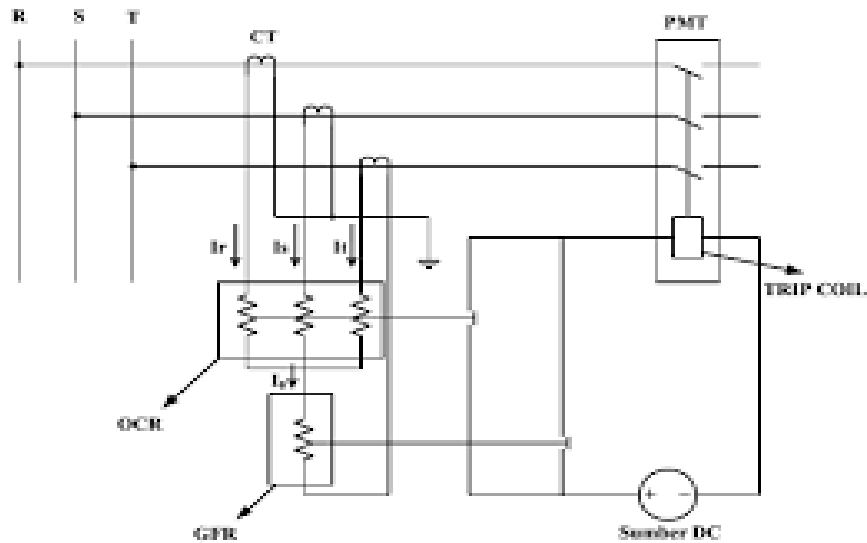 R S T
CT
PMT
Ir Is It
TRIP COIL
OCR
GFR
+ −
Sumber DC